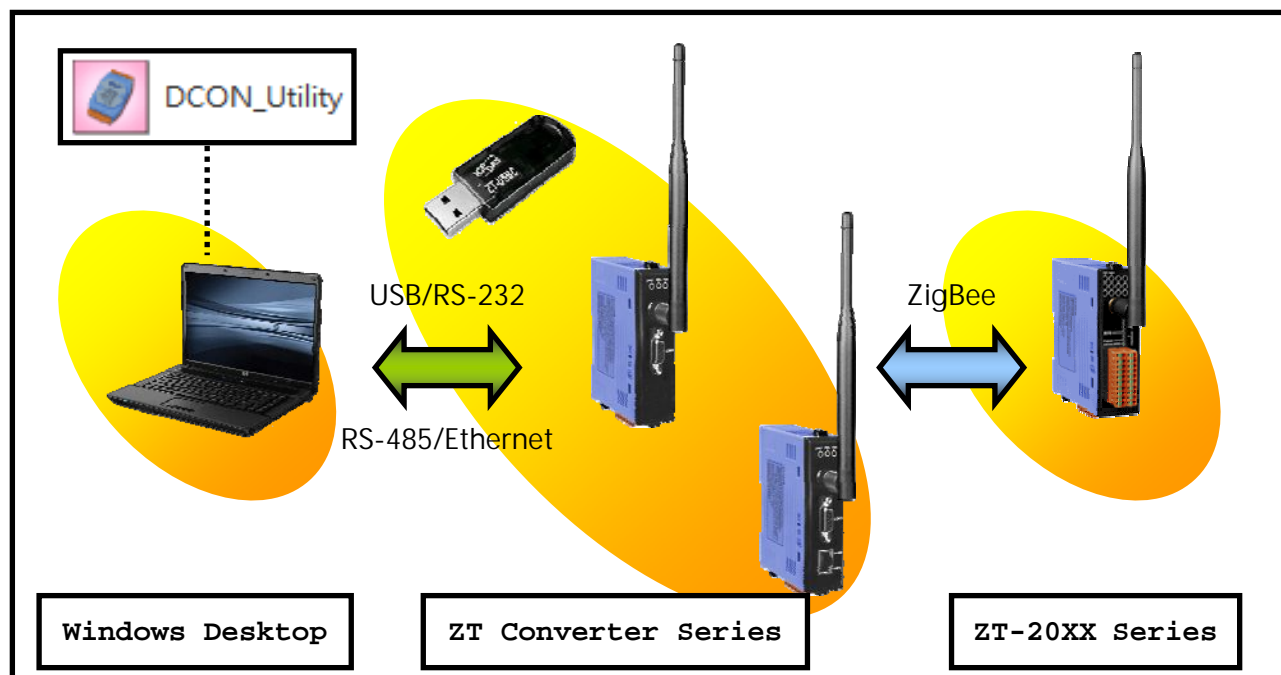 DCON_Utility
USB/RS-232
RS-485/Ethernet
ZigBee
Windows Desktop
ZT Converter Series
ZT-20XX Series